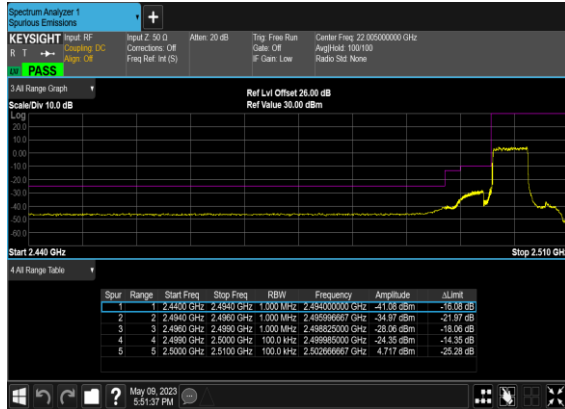 Spectrum Analyzer 1
Spurious Emissions
KEYSIGHT Input: RF Input Z: 50 Ω Atten: 20 dB Trig: Free Run Center Freq: 22.005000000 GHz
R T Coupling: DC Corrections: Off Gate: Off Avg|Hold: 100/100
Align: Off Freq Ref: Int (S) IF Gain: Low Radio Std: None
PASS
3 All Range Graph
Ref Lvl Offset 26.00 dB
Scale/Div 10.0 dB Ref Value 30.00 dBm
Log
20.0
10.0
0.00
-10.0
-20.0
-30.0
-40.0
-50.0
-60.0
Start 2.440 GHz Stop 2.510 GHz
4 All Range Table
Spur Range Start Freq Stop Freq RBW Frequency Amplitude ΔLimit
1 1 2.4400 GHz 2.4940 GHz 1.000 MHz 2.494000000 GHz -41.08 dBm -16.08 dB
2 2 2.4940 GHz 2.4960 GHz 1.000 MHz 2.495996667 GHz -34.97 dBm -21.97 dB
3 3 2.4960 GHz 2.4990 GHz 1.000 MHz 2.498825000 GHz -28.06 dBm -18.06 dB
4 4 2.4990 GHz 2.5000 GHz 100.0 kHz 2.499985000 GHz -24.35 dBm -14.35 dB
5 5 2.5000 GHz 2.5100 GHz 100.0 kHz 2.502666667 GHz 4.717 dBm -25.28 dB
May 09, 2023
5:51:37 PM